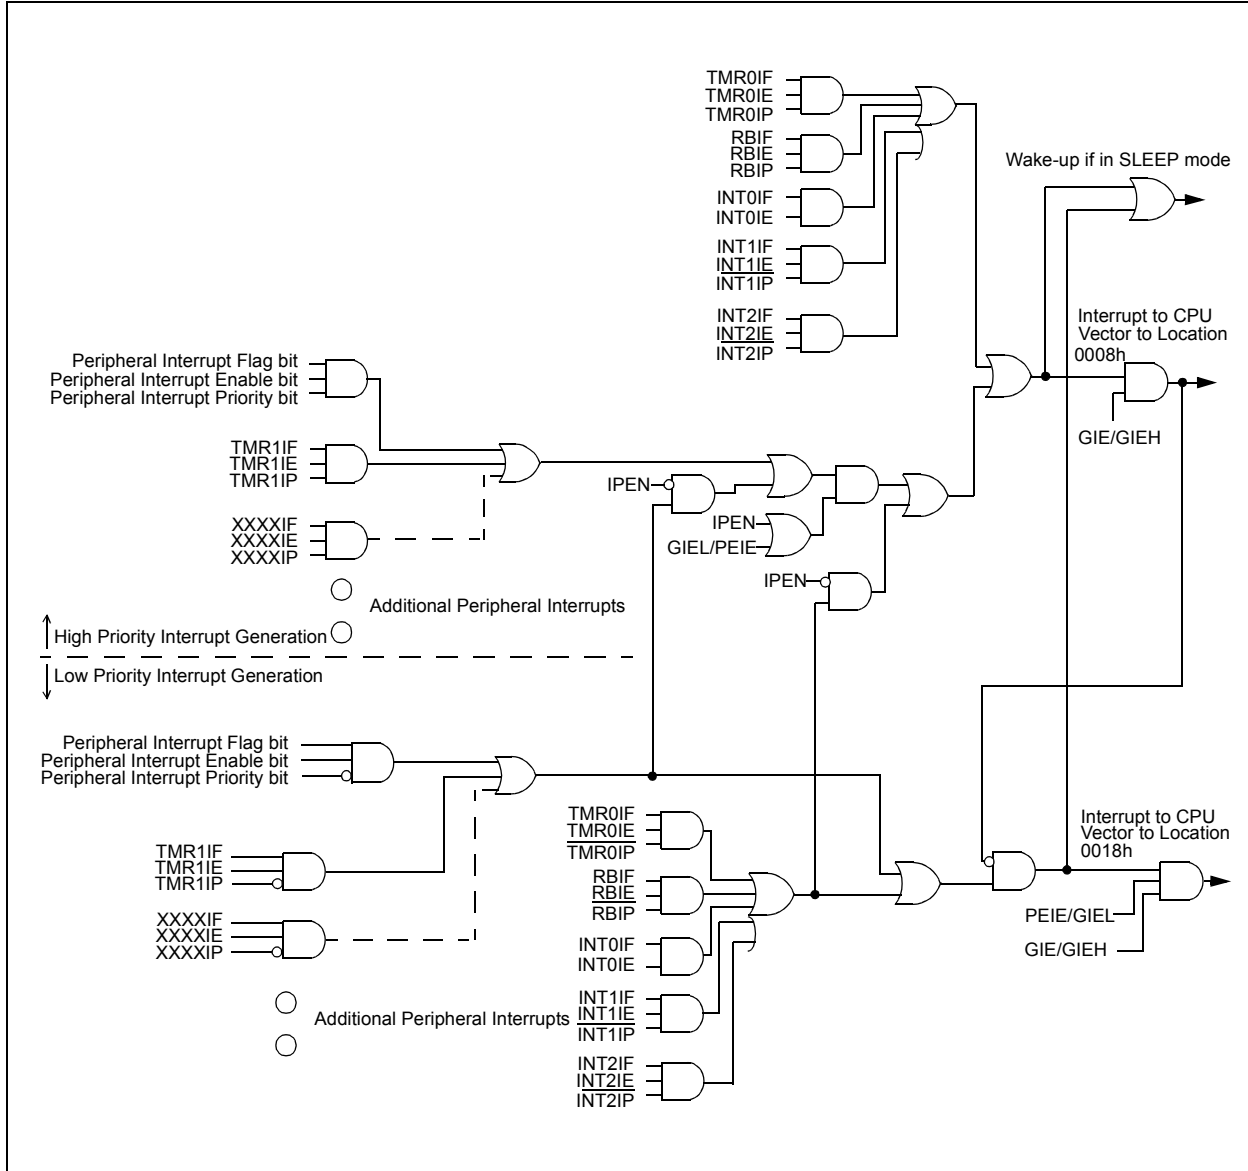 TMR0IF
TMR0IE
TMR0IP
RBIF
RBIE
RBIP
INT0IF
INT0IE
INT1IF
INT1IE
INT1IP
INT2IF
INT2IE
INT2IP
Wake-up if in SLEEP mode
Interrupt to CPU
Vector to Location
0008h
GIE/GIEH
Peripheral Interrupt Flag bit
Peripheral Interrupt Enable bit
Peripheral Interrupt Priority bit
TMR1IF
TMR1IE
TMR1IP
XXXXIF
XXXXIE
XXXXIP
IPEN
IPEN
GIEL/PEIE
IPEN
Additional Peripheral Interrupts
High Priority Interrupt Generation
Low Priority Interrupt Generation
Peripheral Interrupt Flag bit
Peripheral Interrupt Enable bit
Peripheral Interrupt Priority bit
TMR1IF
TMR1IE
TMR1IP
XXXXIF
XXXXIE
XXXXIP
Additional Peripheral Interrupts
TMR0IF
TMR0IE
TMR0IP
RBIF
RBIE
RBIP
INT0IF
INT0IE
INT1IF
INT1IE
INT1IP
INT2IF
INT2IE
INT2IP
Interrupt to CPU
Vector to Location
0018h
PEIE/GIEL
GIE/GIEH